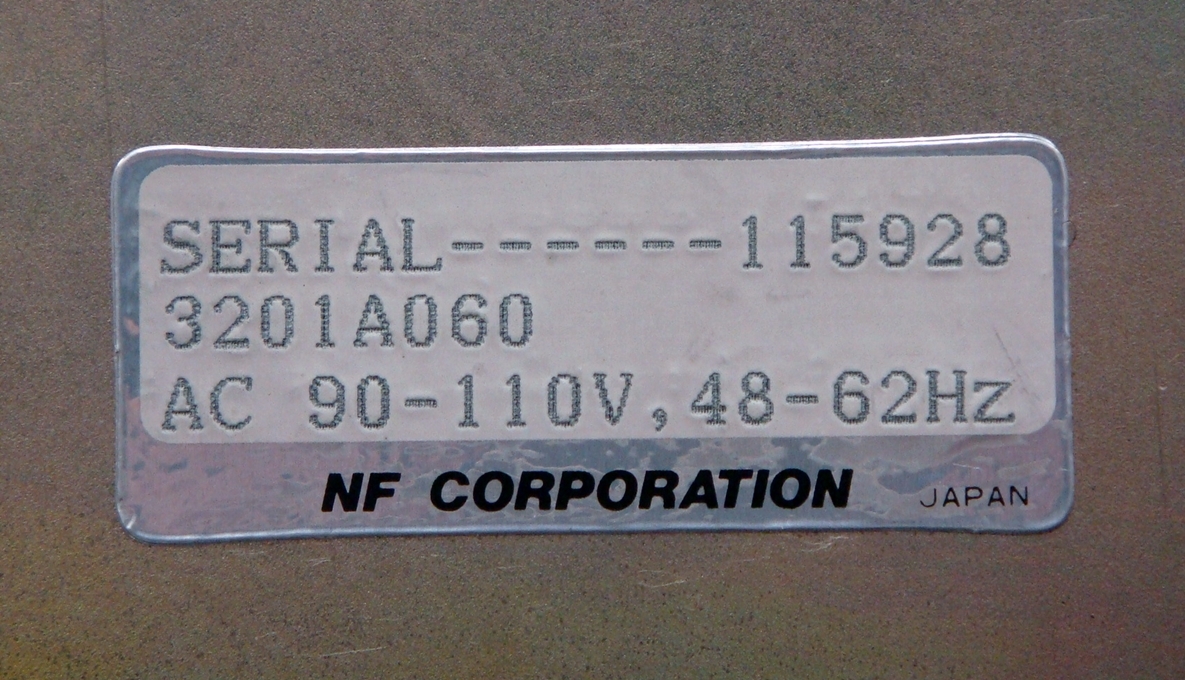 SERIAL------115928
3201A060
AC 90-110V,48-62Hz
NF CORPORATION JAPAN